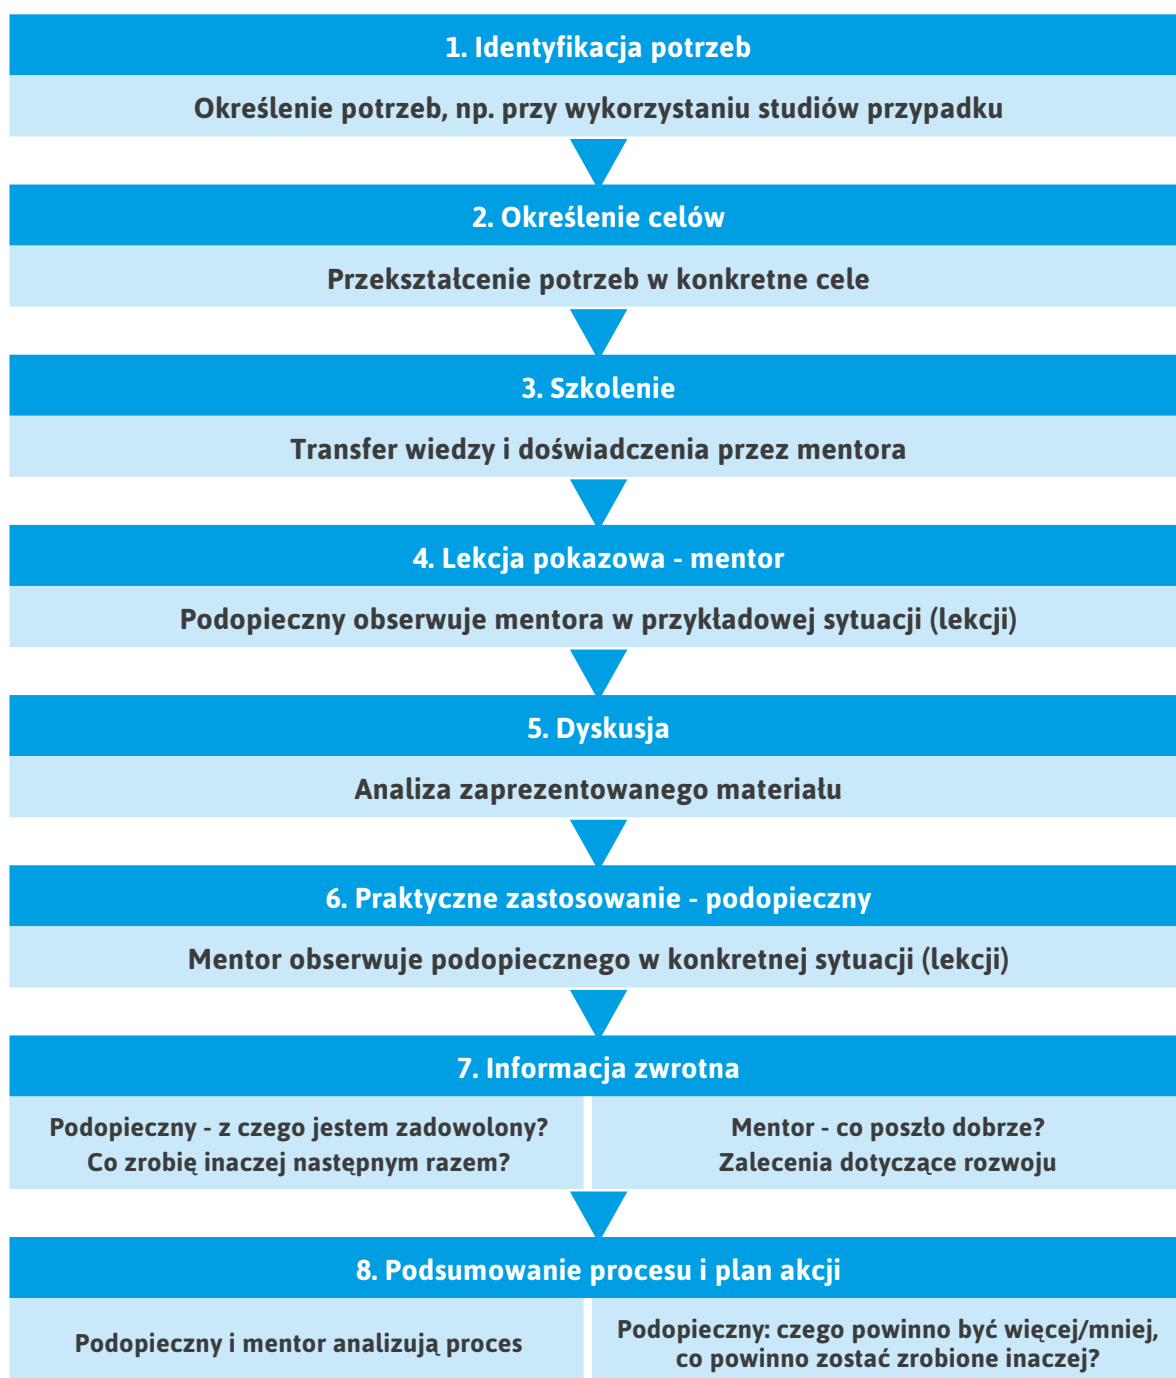 1. Identyfikacja potrzeb
Określenie potrzeb, np. przy wykorzystaniu studiów przypadku
2. Określenie celów
Przekształcenie potrzeb w konkretne cele
3. Szkolenie
Transfer wiedzy i doświadczenia przez mentora
4. Lekcja pokazowa - mentor
Podopieczny obserwuje mentora w przykładowej sytuacji (lekcji)
5. Dyskusja
Analiza zaprezentowanego materiału
6. Praktyczne zastosowanie - podopieczny
Mentor obserwuje podopiecznego w konkretnej sytuacji (lekcji)
7. Informacja zwrotna
Podopieczny - z czego jestem zadowolony?
Co zrobię inaczej następnym razem?
Mentor - co poszło dobrze?
Zalecenia dotyczące rozwoju
8. Podsumowanie procesu i plan akcji
Podopieczny i mentor analizują proces
Podopieczny: czego powinno być więcej/mniej,
co powinno zostać zrobione inaczej?